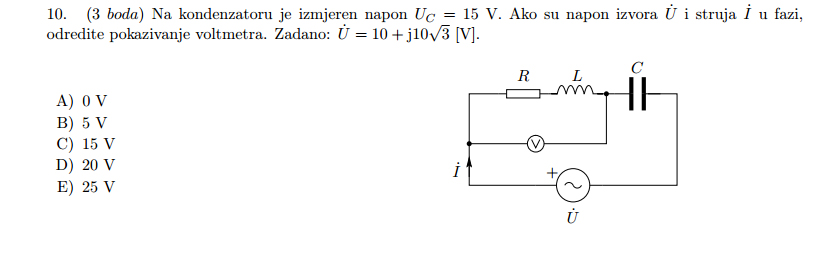 10. (3 boda) Na kondenzatoru je izmjeren napon U_C = 15 V. Ako su napon izvora U̇ i struja İ u fazi,
odredite pokazivanje voltmetra. Zadano: U̇ = 10 + j10√3 [V].
A) 0 V
B) 5 V
C) 15 V
D) 20 V
E) 25 V
R L C
V
İ
+
U̇